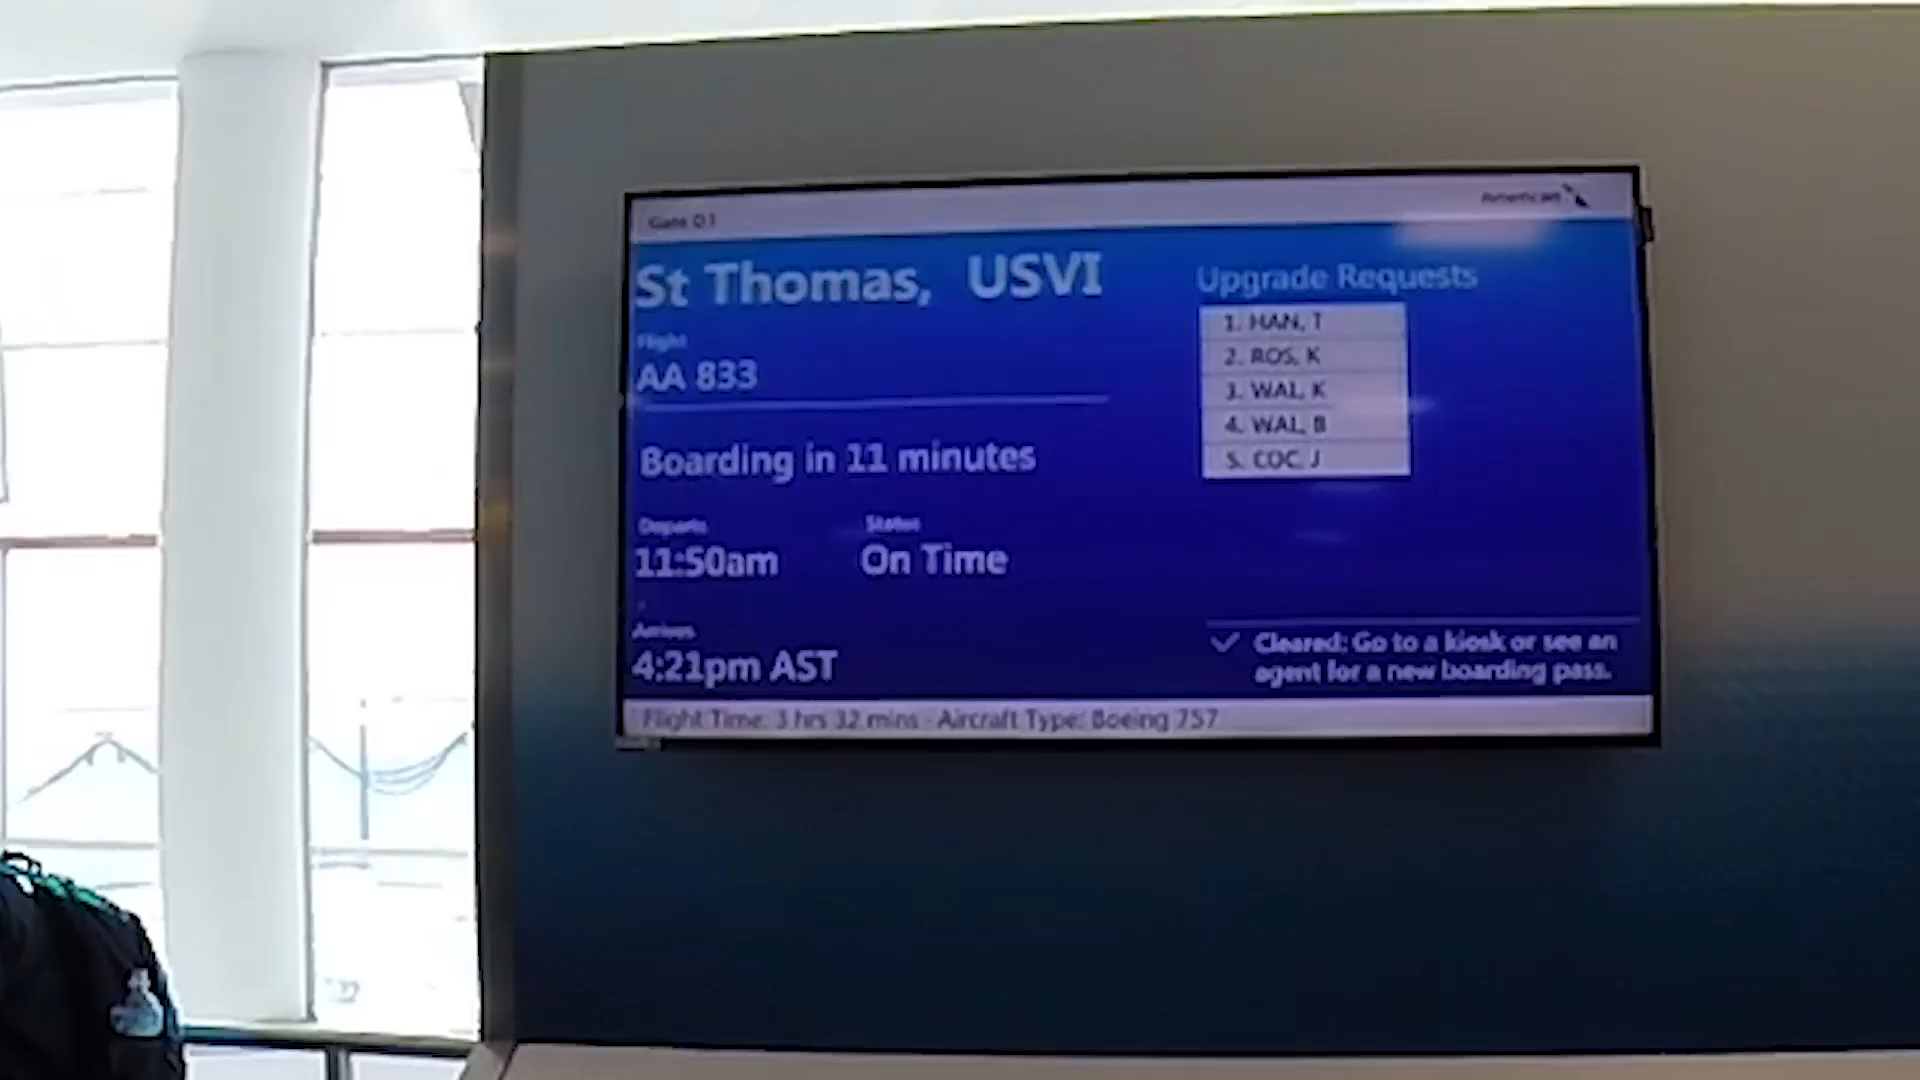 Gate D1
American
St Thomas, USVI
Flight
AA 833
Boarding in 11 minutes
Departs
Status
11:50am
On Time
Arrives
4:21pm AST
Upgrade Requests
1. HAN, T
2. ROS, K
3. WAL, K
4. WAL, B
5. COC, J
Cleared: Go to a kiosk or see an
agent for a new boarding pass.
Flight Time: 3 hrs 32 mins - Aircraft Type: Boeing 757